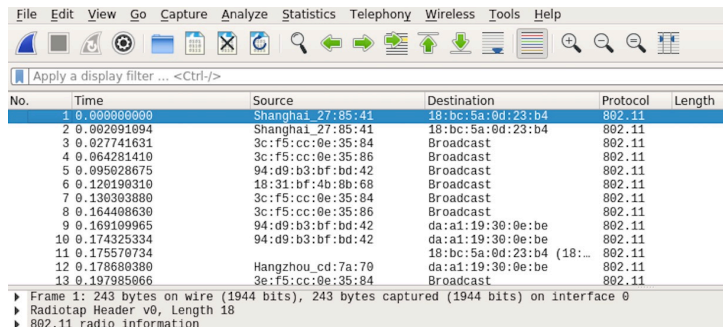 File Edit View Go Capture Analyze Statistics Telephony Wireless Tools Help
Apply a display filter ... <Ctrl-/>
No. Time Source Destination Protocol Length
1 0.000000000 Shanghai_27:85:41 18:bc:5a:0d:23:b4 802.11
2 0.002091094 Shanghai_27:85:41 18:bc:5a:0d:23:b4 802.11
3 0.027741631 3c:f5:cc:0e:35:84 Broadcast 802.11
4 0.064281410 3c:f5:cc:0e:35:86 Broadcast 802.11
5 0.095028675 94:d9:b3:bf:bd:42 Broadcast 802.11
6 0.120190310 18:31:bf:4b:8b:68 Broadcast 802.11
7 0.130303880 3c:f5:cc:0e:35:84 Broadcast 802.11
8 0.164408630 3c:f5:cc:0e:35:86 Broadcast 802.11
9 0.169109965 94:d9:b3:bf:bd:42 da:a1:19:30:0e:be 802.11
10 0.174325334 94:d9:b3:bf:bd:42 da:a1:19:30:0e:be 802.11
11 0.175570734 18:bc:5a:0d:23:b4 (18:… 802.11
12 0.178680380 Hangzhou_cd:7a:70 da:a1:19:30:0e:be 802.11
13 0.197985066 3e:f5:cc:0e:35:84 Broadcast 802.11
Frame 1: 243 bytes on wire (1944 bits), 243 bytes captured (1944 bits) on interface 0
Radiotap Header v0, Length 18
802.11 radio information